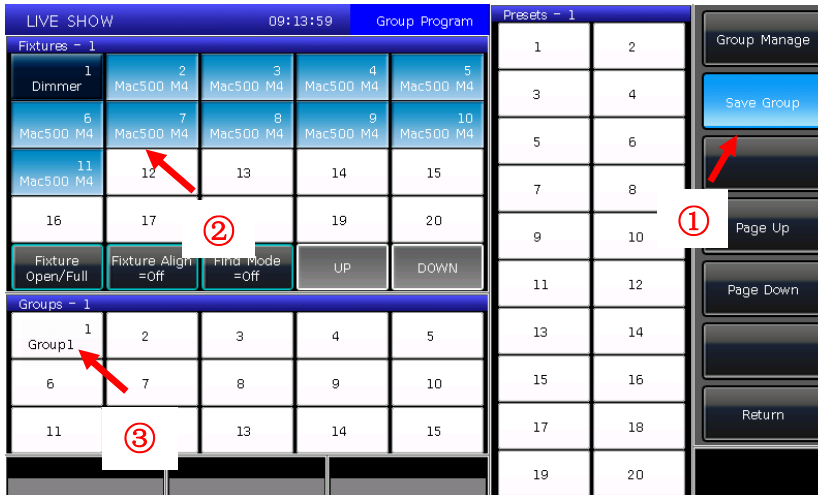 LIVE SHOW 09:13:59 Group Program
Fixtures - 1
1 Dimmer
2 Mac500 M4
3 Mac500 M4
4 Mac500 M4
5 Mac500 M4
6 Mac500 M4
7 Mac500 M4
8 Mac500 M4
9 Mac500 M4
10 Mac500 M4
11 Mac500 M4
12
13
14
15
16
17
19
20
②
Fixture Open/Full
Fixture Align =Off
Find Mode =Off
UP
DOWN
Groups - 1
1 Group1
2
3
4
5
6
7
8
9
10
11
13
14
15
③
Presets - 1
1
2
3
4
5
6
7
8
9
10
11
12
13
14
15
16
17
18
19
20
Group Manage
Save Group
①
Page Up
Page Down
Return